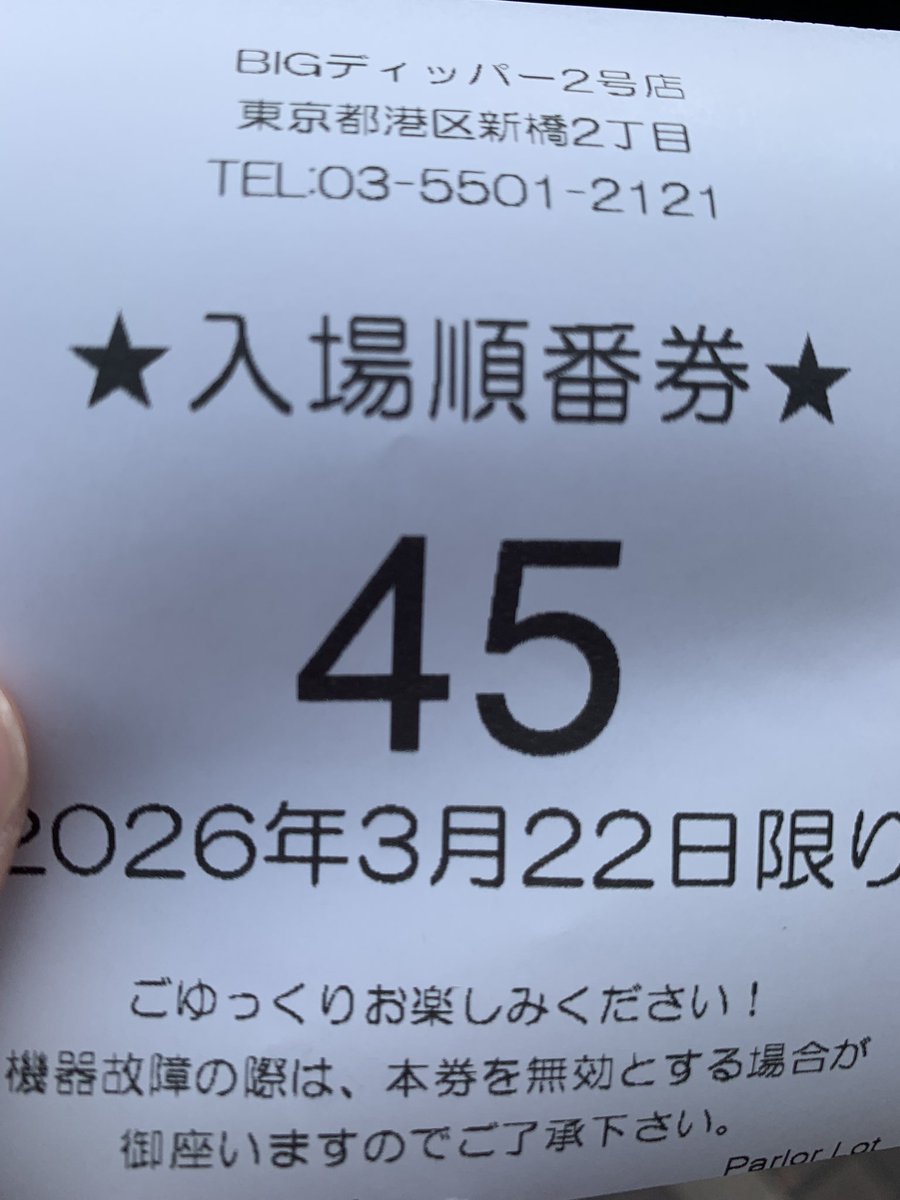 BIGディッパー2号店
東京都港区新橋2丁目
TEL:03-5501-2121
★入場順番券★
45
2026年3月22日限り
ごゆっくりお楽しみください！
機器故障の際は、本券を無効とする場合が
御座いますのでご了承下さい。
Parlor Lot